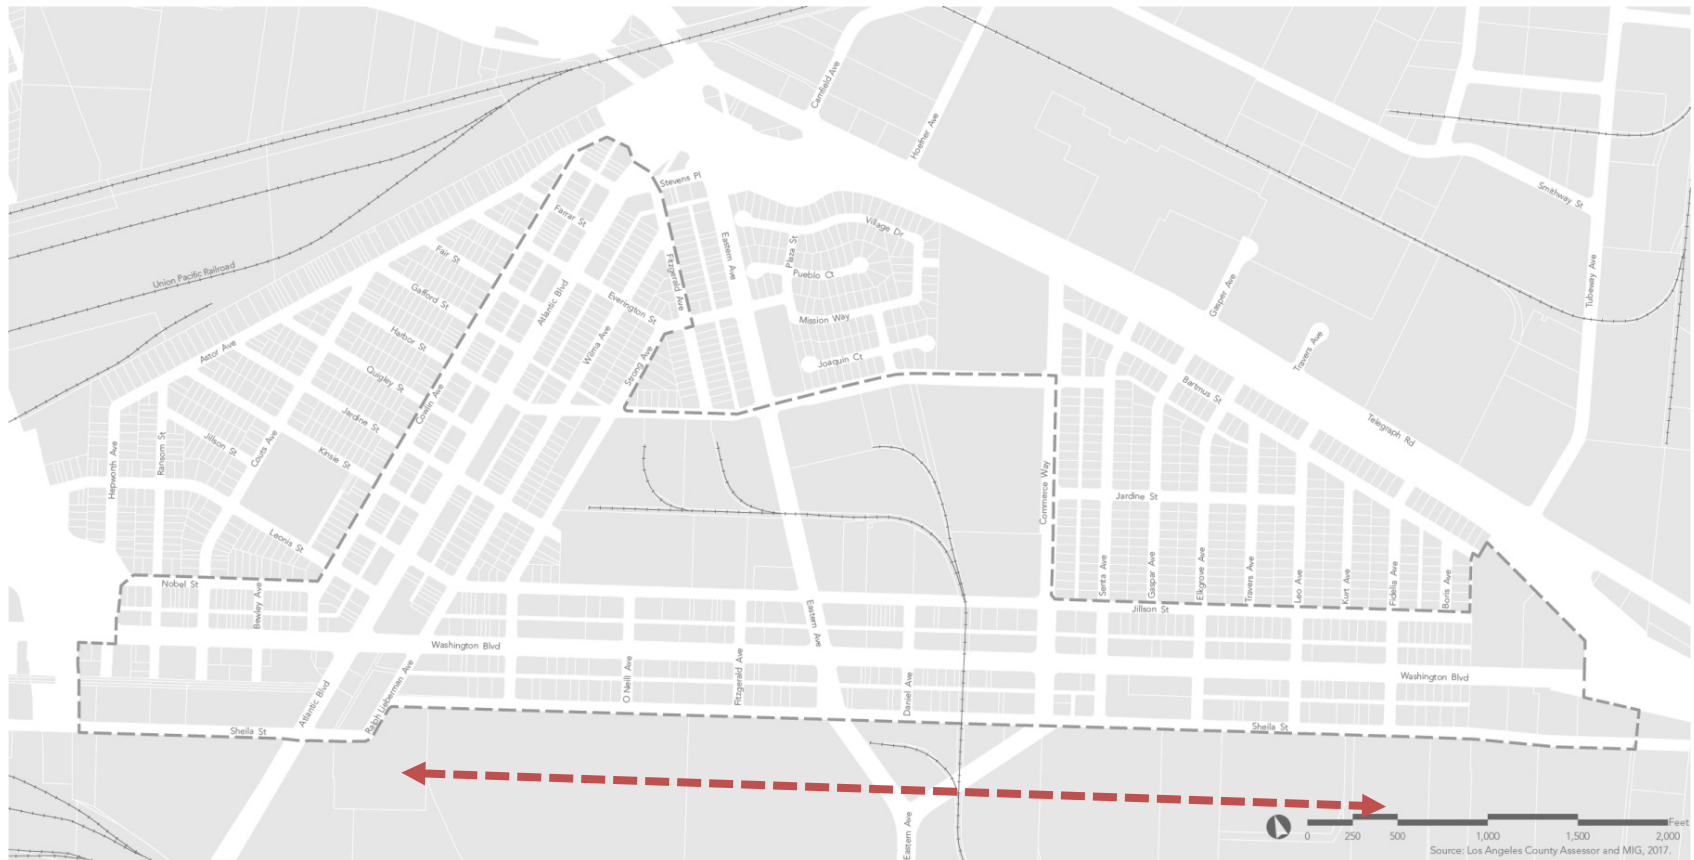 Camfield Ave
Hoefner Ave
Smithway St
Stevens Pl
Farrar St
Village Dr
Eastern Ave
Plaza St
Fair St
Fitzgerald Ave
Pueblo Ct
Union Pacific Railroad
Gafford St
Atlantic Blvd
Everington St
Gasper Ave
Tubeway Ave
Mission Way
Harbor St
Wilma Ave
Astor Ave
Joaquin Ct
Travers Ave
Strong Ave
Quigley St
Bartmus St
Cowlin Ave
Jardine St
Telegraph Rd
Jillson St
Couts Ave
Ransom St
Kinsie St
Hepworth Ave
Commerce Way
Jardine St
Leonis St
Nobel St
Bewley Ave
Senta Ave
Gaspar Ave
Elkgrove Ave
Travers Ave
Leo Ave
Kurt Ave
Fidelia Ave
Boris Ave
Eastern Ave
Jillson St
Washington Blvd
O Neill Ave
Fitzgerald Ave
Daniel Ave
Washington Blvd
Atlantic Blvd
Ralph Lieberman Ave
Sheila St
Sheila St
Eastern Ave
Feet
0 250 500 1,000 1,500 2,000
Source: Los Angeles County Assessor and MIG, 2017.